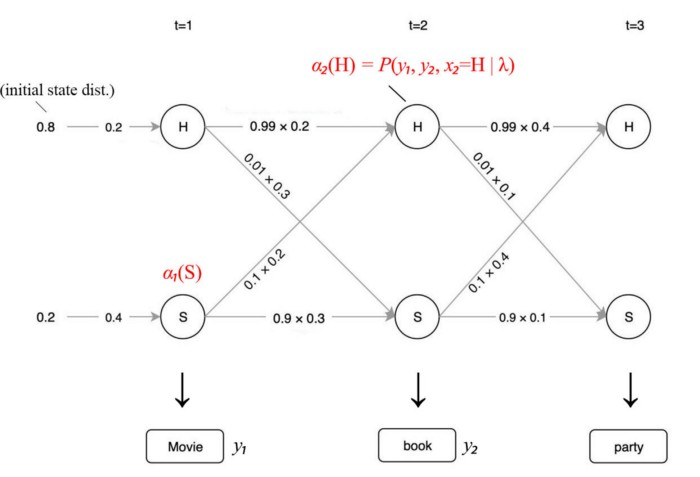 t=1 t=2 t=3
α₂(H) = P(y₁, y₂, x₂=H | λ)
(initial state dist.)
0.8 0.2 H 0.99 × 0.2 H 0.99 × 0.4 H
0.01 × 0.3 0.01 × 0.1
α₁(S) 0.1 × 0.2 0.1 × 0.4
0.2 0.4 S 0.9 × 0.3 S 0.9 × 0.1 S
Movie y₁ book y₂ party